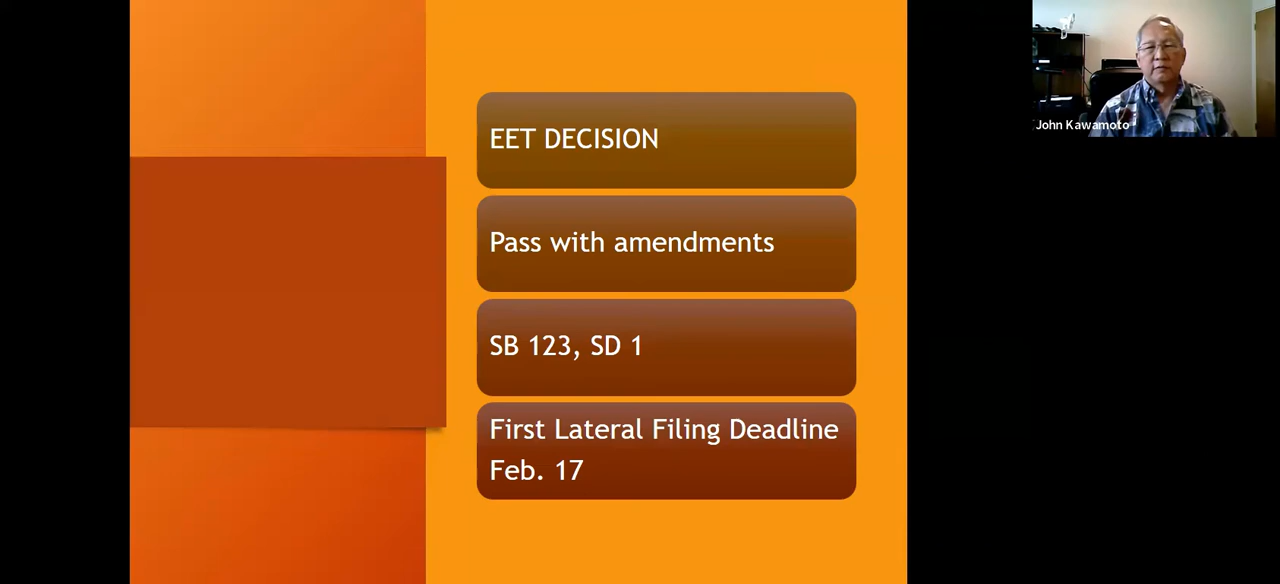 EET DECISION
Pass with amendments
SB 123, SD 1
First Lateral Filing Deadline
Feb. 17
John Kawamoto